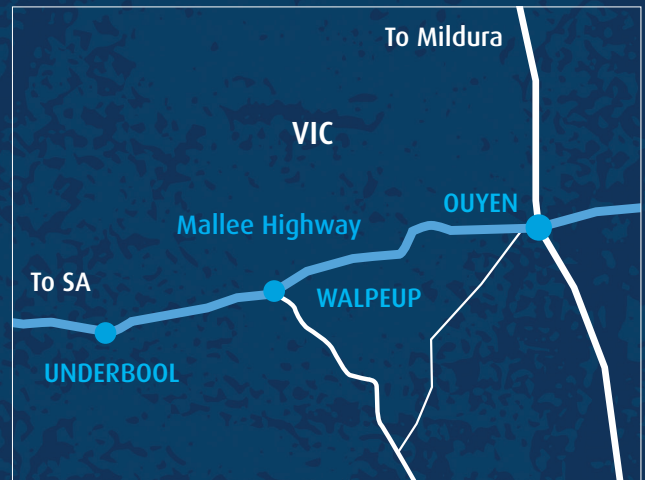 To Mildura
VIC
OUYEN
Mallee Highway
To SA
WALPEUP
UNDERBOOL